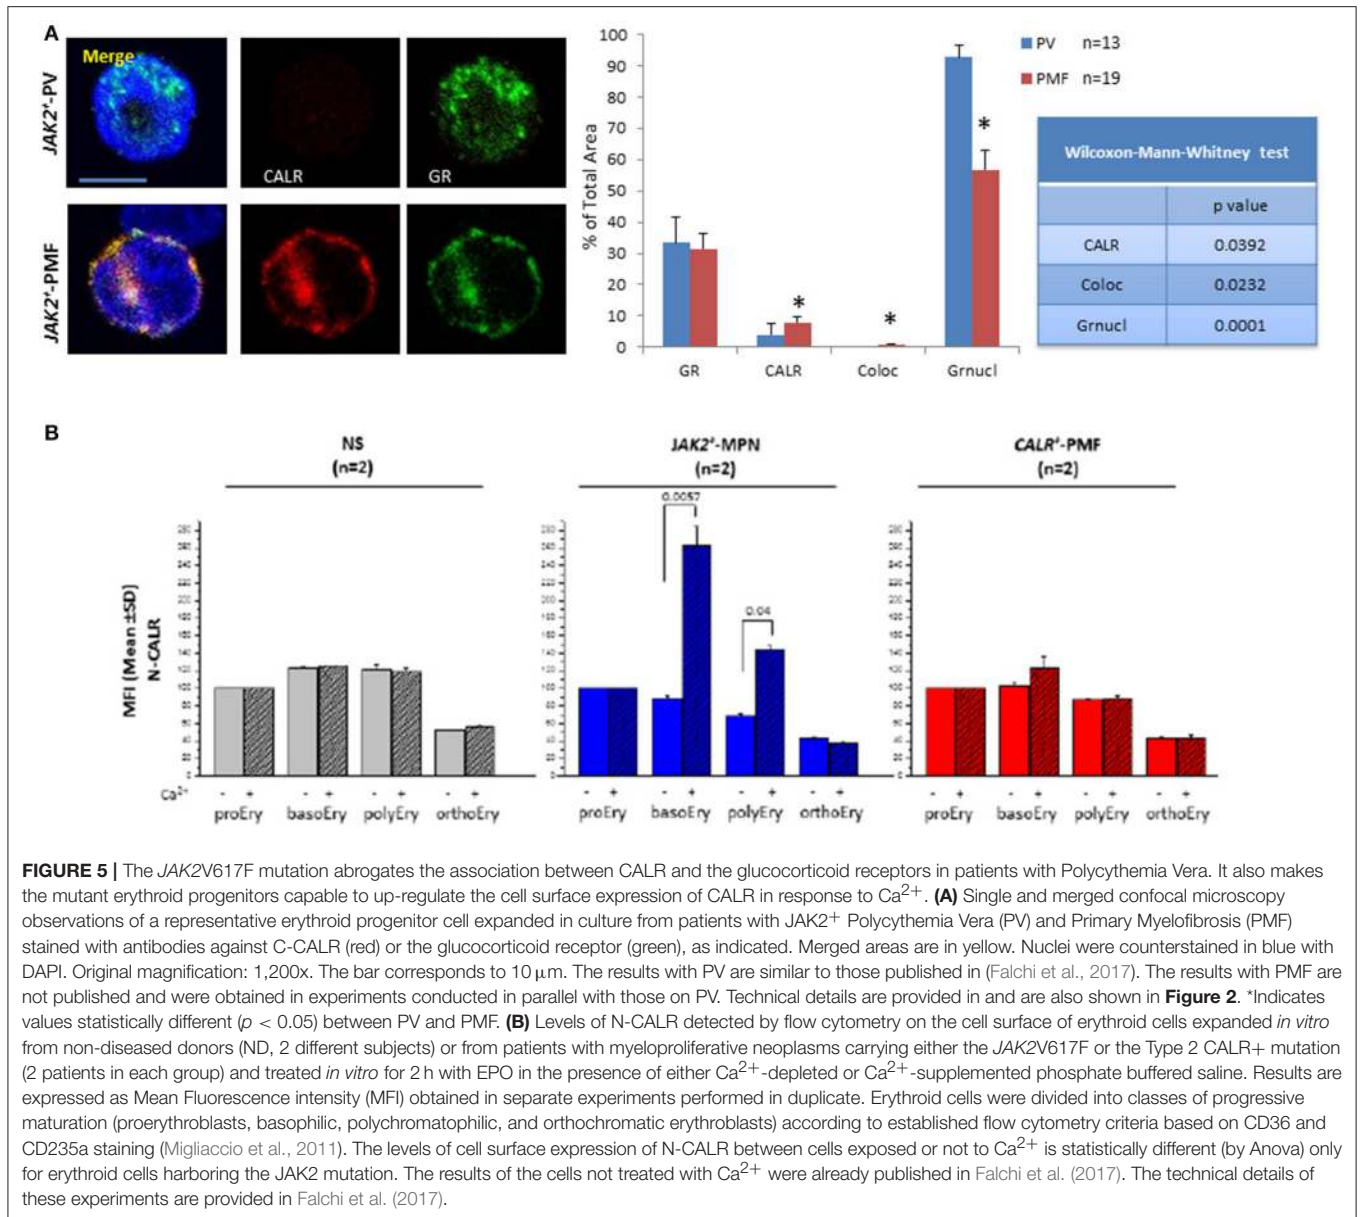 A
JAK2⁺-PV
Merge
CALR
GR
JAK2⁺-PMF
% of Total Area
100
90
80
70
60
50
40
30
20
10
0
GR CALR Coloc Grnucl
*
*
*
PV n=13
PMF n=19
Wilcoxon-Mann-Whitney test
p value
CALR 0.0392
Coloc 0.0232
Grnucl 0.0001
B
NS
(n=2)
JAK2⁺-MPN
(n=2)
CALR⁺-PMF
(n=2)
MFI (Mean ±SD)
N-CALR
0.0057
0.04
Ca²⁺ - + - + - + - +
proEry basoEry polyEry orthoEry
- + - + - + - +
proEry basoEry polyEry orthoEry
- + - + - + - +
proEry basoEry polyEry orthoEry
FIGURE 5 | The JAK2V617F mutation abrogates the association between CALR and the glucocorticoid receptors in patients with Polycythemia Vera. It also makes
the mutant erythroid progenitors capable to up-regulate the cell surface expression of CALR in response to Ca²⁺. (A) Single and merged confocal microscopy
observations of a representative erythroid progenitor cell expanded in culture from patients with JAK2⁺ Polycythemia Vera (PV) and Primary Myelofibrosis (PMF)
stained with antibodies against C-CALR (red) or the glucocorticoid receptor (green), as indicated. Merged areas are in yellow. Nuclei were counterstained in blue with
DAPI. Original magnification: 1,200x. The bar corresponds to 10 μm. The results with PV are similar to those published in (Falchi et al., 2017). The results with PMF are
not published and were obtained in experiments conducted in parallel with those on PV. Technical details are provided in and are also shown in Figure 2. *Indicates
values statistically different (p < 0.05) between PV and PMF. (B) Levels of N-CALR detected by flow cytometry on the cell surface of erythroid cells expanded in vitro
from non-diseased donors (ND, 2 different subjects) or from patients with myeloproliferative neoplasms carrying either the JAK2V617F or the Type 2 CALR+ mutation
(2 patients in each group) and treated in vitro for 2 h with EPO in the presence of either Ca²⁺-depleted or Ca²⁺-supplemented phosphate buffered saline. Results are
expressed as Mean Fluorescence intensity (MFI) obtained in separate experiments performed in duplicate. Erythroid cells were divided into classes of progressive
maturation (proerythroblasts, basophilic, polychromatophilic, and orthochromatic erythroblasts) according to established flow cytometry criteria based on CD36 and
CD235a staining (Migliaccio et al., 2011). The levels of cell surface expression of N-CALR between cells exposed or not to Ca²⁺ is statistically different (by Anova) only
for erythroid cells harboring the JAK2 mutation. The results of the cells not treated with Ca²⁺ were already published in Falchi et al. (2017). The technical details of
these experiments are provided in Falchi et al. (2017).